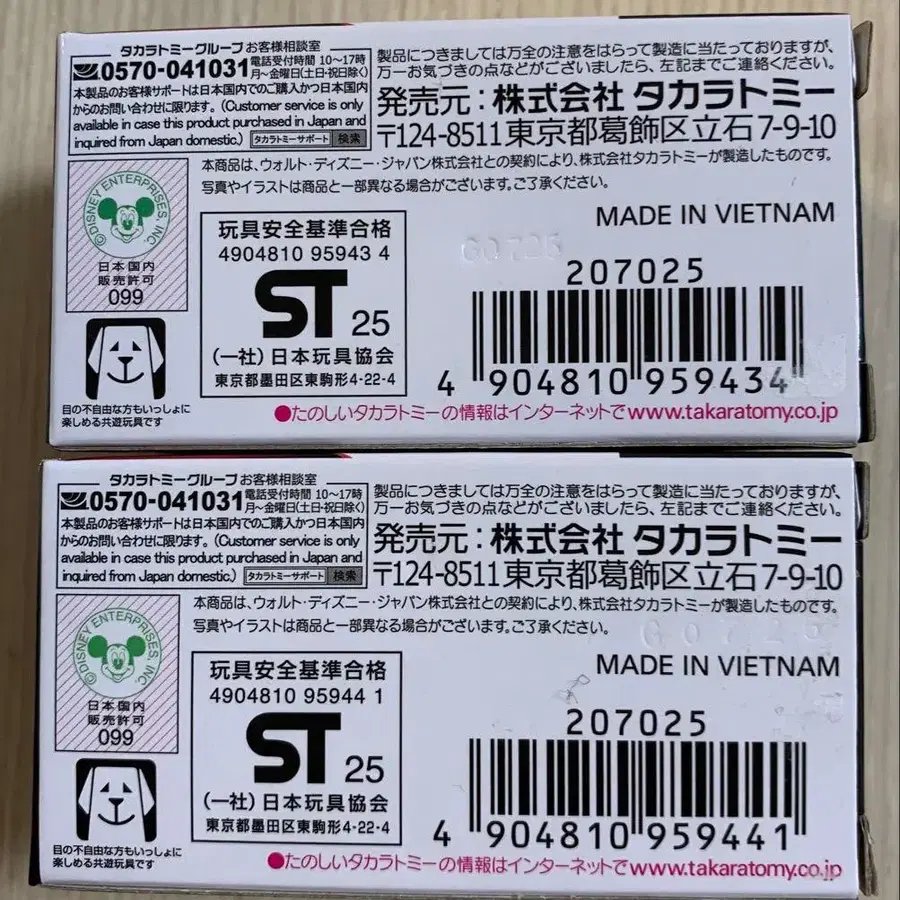 タカラトミーグループ お客様相談室
0570-041031 電話受付時間 10〜17時
月〜金曜日(土日・祝日除く)
本製品のお客様サポートは日本国内でのご購入かつ日本国内
からのお問い合わせに限ります。(Customer service is only
available in case this product purchased in Japan and
inquired from Japan domestic.) タカラトミーサポート 検索
製品につきましては万全の注意をはらって製造に当たっておりますが、
万一お気づきの点などがございましたら、左記までご連絡ください。
発売元：株式会社 タカラトミー
〒124-8511東京都葛飾区立石7-9-10
本商品は、ウォルト・ディズニー・ジャパン株式会社との契約により、株式会社タカラトミーが製造したものです。
写真やイラストは商品と一部異なる場合がございます。ご了承ください。
©DISNEY ENTERPRISES, INC.
日本国内
販売許可
099
玩具安全基準合格
4904810 95943 4
ST 25
(一社)日本玩具協会
東京都墨田区東駒形4-22-4
MADE IN VIETNAM
G0725
207025
4 904810 959434
目の不自由な方もいっしょに
楽しめる共遊玩具です
●たのしいタカラトミーの情報はインターネットで www.takaratomy.co.jp
タカラトミーグループ お客様相談室
0570-041031 電話受付時間 10〜17時
月〜金曜日(土日・祝日除く)
本製品のお客様サポートは日本国内でのご購入かつ日本国内
からのお問い合わせに限ります。(Customer service is only
available in case this product purchased in Japan and
inquired from Japan domestic.) タカラトミーサポート 検索
製品につきましては万全の注意をはらって製造に当たっておりますが、
万一お気づきの点などがございましたら、左記までご連絡ください。
発売元：株式会社 タカラトミー
〒124-8511東京都葛飾区立石7-9-10
本商品は、ウォルト・ディズニー・ジャパン株式会社との契約により、株式会社タカラトミーが製造したものです。
写真やイラストは商品と一部異なる場合がございます。ご了承ください。
©DISNEY ENTERPRISES, INC.
日本国内
販売許可
099
玩具安全基準合格
4904810 95944 1
ST 25
(一社)日本玩具協会
東京都墨田区東駒形4-22-4
G0725
MADE IN VIETNAM
207025
4 904810 959441
目の不自由な方もいっしょに
楽しめる共遊玩具です
●たのしいタカラトミーの情報はインターネットで www.takaratomy.co.jp